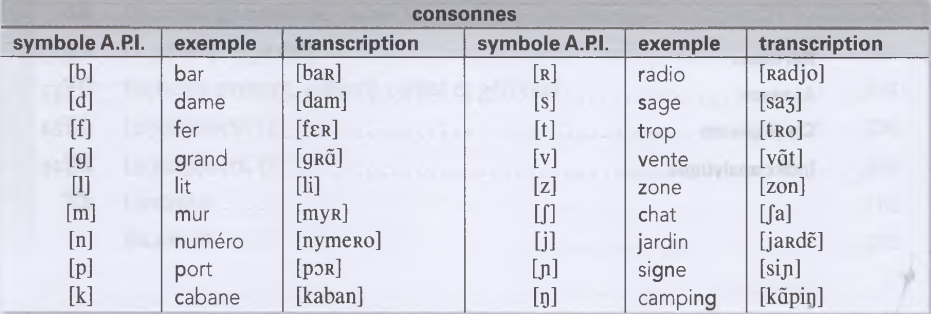 consonnes
symbole A.P.I. exemple transcription symbole A.P.I. exemple transcription
[b] bar [baʀ] [ʀ] radio [ʀadjo]
[d] dame [dam] [s] sage [saʒ]
[f] fer [fɛʀ] [t] trop [tʀo]
[g] grand [gʀɑ̃] [v] vente [vɑ̃t]
[l] lit [li] [z] zone [zon]
[m] mur [myʀ] [ʃ] chat [ʃa]
[n] numéro [nymeʀo] [j] jardin [jaʀdɛ̃]
[p] port [pɔʀ] [ɲ] signe [siɲ]
[k] cabane [kaban] [ŋ] camping [kɑ̃piŋ]